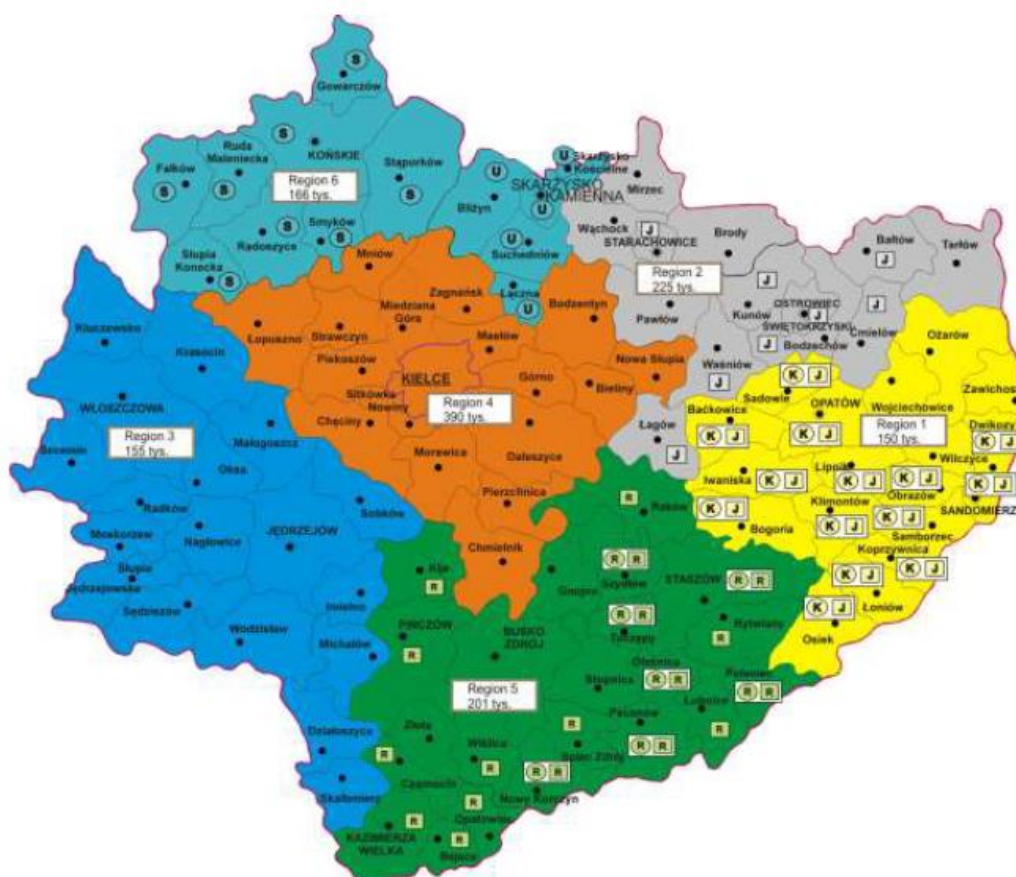 S
Gowarczów
Ruda
Maleniecka
S
KOŃSKIE
Fałków
S
S
Region 6
166 tys.
Stąporków
S
U
Skarżysko
Kościelne
SKARŻYSKO
KAMIENNA
U
Bliżyn
U
Mirzec
Radoszyce
S
Smyków
S
Słupia
Konecka
S
U
Suchedniów
Łączna
U
Wąchock
J
STARACHOWICE
Brody
Bałtów
J
Tarłów
Region 2
225 tys.
Pawłów
J
Kunów
OSTROWIEC
J
ŚWIĘTOKRZYSKI
Bodzechów
J
Ćmielów
J
Waśniów
J
Łagów
J
Mniów
Zagnańsk
Bodzentyn
Miedziana
Góra
Łopuszno
Strawczyn
Masłów
Piekoszów
KIELCE
Górno
Nowa Słupia
Bieliny
Sitkówka
Nowiny
Region 4
390 tys.
Chęciny
Daleszyce
Morawica
Pierzchnica
Chmielnik
Kluczewsko
Krasocin
WŁOSZCZOWA
Region 3
155 tys.
Małogoszcz
Secemin
Oksa
Radków
Sobków
Moskorzew
Nagłowice
JĘDRZEJÓW
Słupia
Jędrzejowska
Sędziszów
Imielno
Wodzisław
Michałów
Działoszyce
Skalbmierz
Ożarów
K J
Sadowie
OPATÓW
Wojciechowice
Zawichost
Baćkowice
K J
K J
Region 1
150 tys.
Dwikozy
K J
Lipnik
Wilczyce
Iwaniska
K J
K J
K J
K J
Obrazów
SANDOMIERZ
K J
Klimontów
K J
K J
Bogoria
Samborzec
Koprzywnica
K J
K J
Łoniów
K J
Osiek
R
Raków
Kije
R
Gnojno
R R
Szydłów
STASZÓW
R R
Rytwiany
R
PIŃCZÓW
R
BUSKO
ZDRÓJ
R R
Tuczępy
Oleśnica
R R
Połaniec
R R
Stopnica
Region 5
201 tys.
Łubnice
R
Pacanów
R R
Złota
R
Wiślica
R
R
Solec Zdrój
Czarnocin
R R
Nowy Korczyn
R
Opatowiec
KAZIMIERZA
WIELKA
R
R
Bejsce